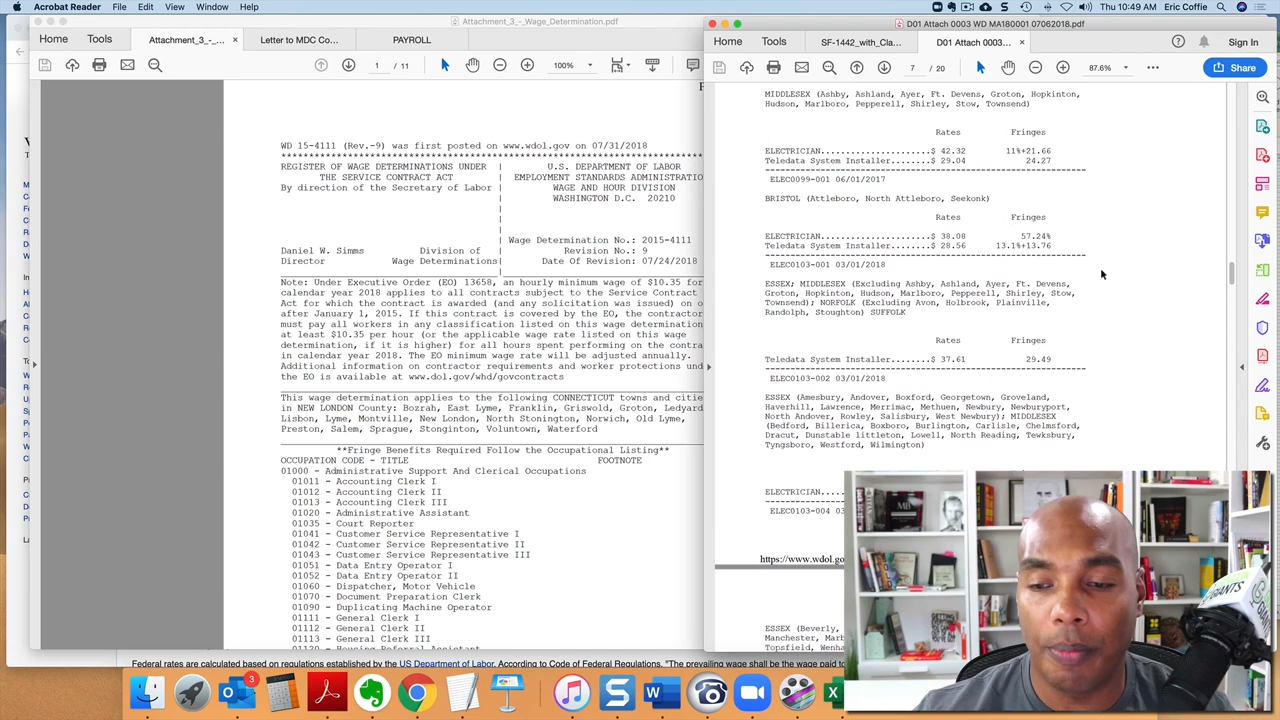 Acrobat Reader File Edit View Window Help
Thu 10:49 AM Eric Coffie
Attachment_3_-_Wage_Determination.pdf
Home Tools Attachment_3_-_... × Letter to MDC Co... PAYROLL
1 / 11 100%
WD 15-4111 (Rev.-9) was first posted on www.wdol.gov on 07/31/2018
************************************************************************
REGISTER OF WAGE DETERMINATIONS UNDER | U.S. DEPARTMENT OF LABOR
THE SERVICE CONTRACT ACT | EMPLOYMENT STANDARDS ADMINISTRATIO
By direction of the Secretary of Labor | WAGE AND HOUR DIVISION
WASHINGTON D.C. 20210
Wage Determination No.: 2015-4111
Daniel W. Simms Division of | Revision No.: 9
Director Wage Determinations| Date Of Revision: 07/24/2018
Note: Under Executive Order (EO) 13658, an hourly minimum wage of $10.35 for
calendar year 2018 applies to all contracts subject to the Service Contract
Act for which the contract is awarded (and any solicitation was issued) on o
after January 1, 2015. If this contract is covered by the EO, the contractor
must pay all workers in any classification listed on this wage determination
at least $10.35 per hour (or the applicable wage rate listed on this wage
determination, if it is higher) for all hours spent performing on the contra
in calendar year 2018. The EO minimum wage rate will be adjusted annually.
Additional information on contractor requirements and worker protections und
the EO is available at www.dol.gov/whd/govcontracts
This wage determination applies to the following CONNECTICUT towns and citie
in NEW LONDON County: Bozrah, East Lyme, Franklin, Griswold, Groton, Ledyard
Lisbon, Lyme, Montville, New London, North Stonington, Norwich, Old Lyme,
Preston, Salem, Sprague, Stonginton, Voluntown, Waterford
**Fringe Benefits Required Follow the Occupational Listing**
OCCUPATION CODE - TITLE FOOTNOTE
01000 - Administrative Support And Clerical Occupations
01011 - Accounting Clerk I
01012 - Accounting Clerk II
01013 - Accounting Clerk III
01020 - Administrative Assistant
01035 - Court Reporter
01041 - Customer Service Representative I
01042 - Customer Service Representative II
01043 - Customer Service Representative III
01051 - Data Entry Operator I
01052 - Data Entry Operator II
01060 - Dispatcher, Motor Vehicle
01070 - Document Preparation Clerk
01090 - Duplicating Machine Operator
01111 - General Clerk I
01112 - General Clerk II
01113 - General Clerk III
01120 - Housing Referral Assistant
Federal rates are calculated based on regulations established by the US Department of Labor. According to Code of Federal Regulations, "The prevailing wage shall be the wage paid to
D01 Attach 0003 WD MA180001 07062018.pdf
Home Tools SF-1442_with_Cla... D01 Attach 0003... × Sign In
7 / 20 87.6% Share
MIDDLESEX (Ashby, Ashland, Ayer, Ft. Devens, Groton, Hopkinton,
Hudson, Marlboro, Pepperell, Shirley, Stow, Townsend)
Rates Fringes
ELECTRICIAN......................$ 42.32 11%+21.66
Teledata System Installer........$ 29.04 24.27
----------------------------------------------------------------
ELEC0099-001 06/01/2017
BRISTOL (Attleboro, North Attleboro, Seekonk)
Rates Fringes
ELECTRICIAN......................$ 38.08 57.24%
Teledata System Installer........$ 28.56 13.1%+13.76
----------------------------------------------------------------
ELEC0103-001 03/01/2018
ESSEX; MIDDLESEX (Excluding Ashby, Ashland, Ayer, Ft. Devens,
Groton, Hopkinton, Hudson, Marlboro, Pepperell, Shirley, Stow,
Townsend); NORFOLK (Excluding Avon, Holbrook, Plainville,
Randolph, Stoughton) SUFFOLK
Rates Fringes
Teledata System Installer........$ 37.61 29.49
----------------------------------------------------------------
ELEC0103-002 03/01/2018
ESSEX (Amesbury, Andover, Boxford, Georgetown, Groveland,
Haverhill, Lawrence, Merrimac, Methuen, Newbury, Newburyport,
North Andover, Rowley, Salisbury, West Newbury); MIDDLESEX
(Bedford, Billerica, Boxboro, Burlington, Carlisle, Chelmsford,
Dracut, Dunstable littleton, Lowell, North Reading, Tewksbury,
Tyngsboro, Westford, Wilmington)
ELECTRICIAN....
----------------
ELEC0103-004 03
https://www.wdol.go
ESSEX (Beverly,
Manchester, Mar
Topsfield, Wenh
GIANTS
3